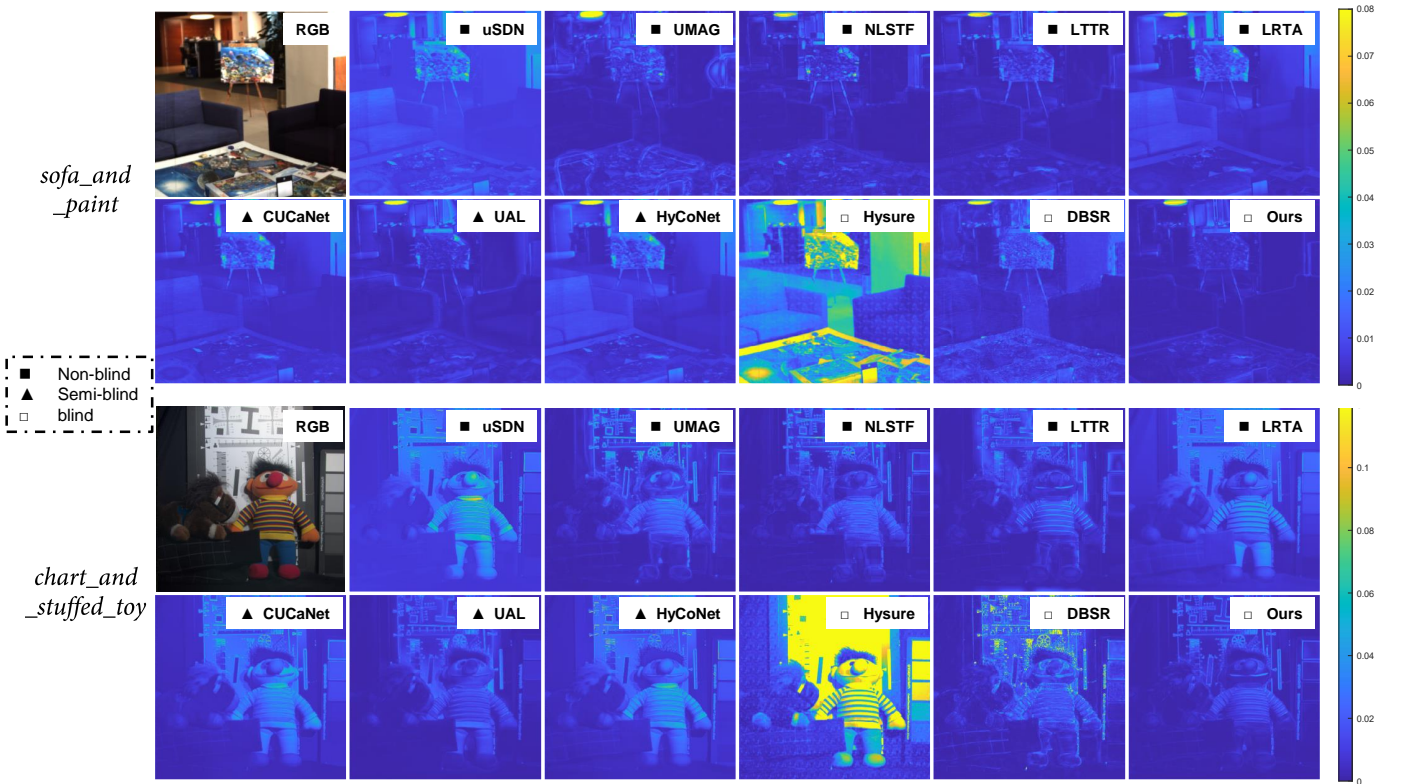 RGB
■ uSDN
■ UMAG
■ NLSTF
■ LTTR
■ LRTA
sofa_and
_paint
▲ CUCaNet
▲ UAL
▲ HyCoNet
□ Hysure
□ DBSR
□ Ours
0.08
0.07
0.06
0.05
0.04
0.03
0.02
0.01
0
■ Non-blind
▲ Semi-blind
□ blind
RGB
■ uSDN
■ UMAG
■ NLSTF
■ LTTR
■ LRTA
chart_and
_stuffed_toy
▲ CUCaNet
▲ UAL
▲ HyCoNet
□ Hysure
□ DBSR
□ Ours
0.1
0.08
0.06
0.04
0.02
0